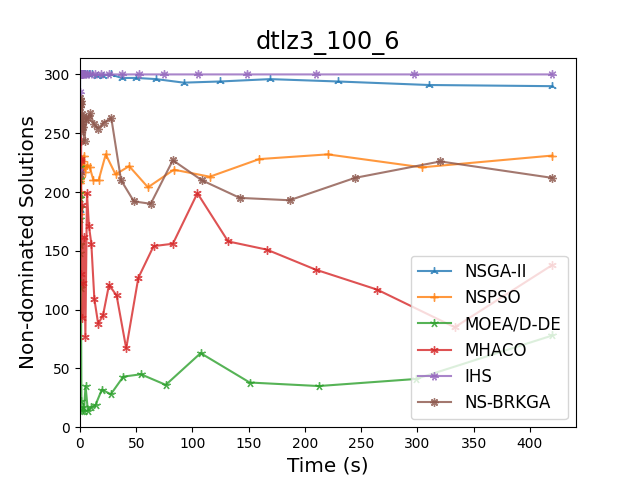 dtlz3_100_6
Non-dominated Solutions
300
250
200
150
100
50
0
NSGA-II
NSPSO
MOEA/D-DE
MHACO
IHS
NS-BRKGA
0 50 100 150 200 250 300 350 400
Time (s)